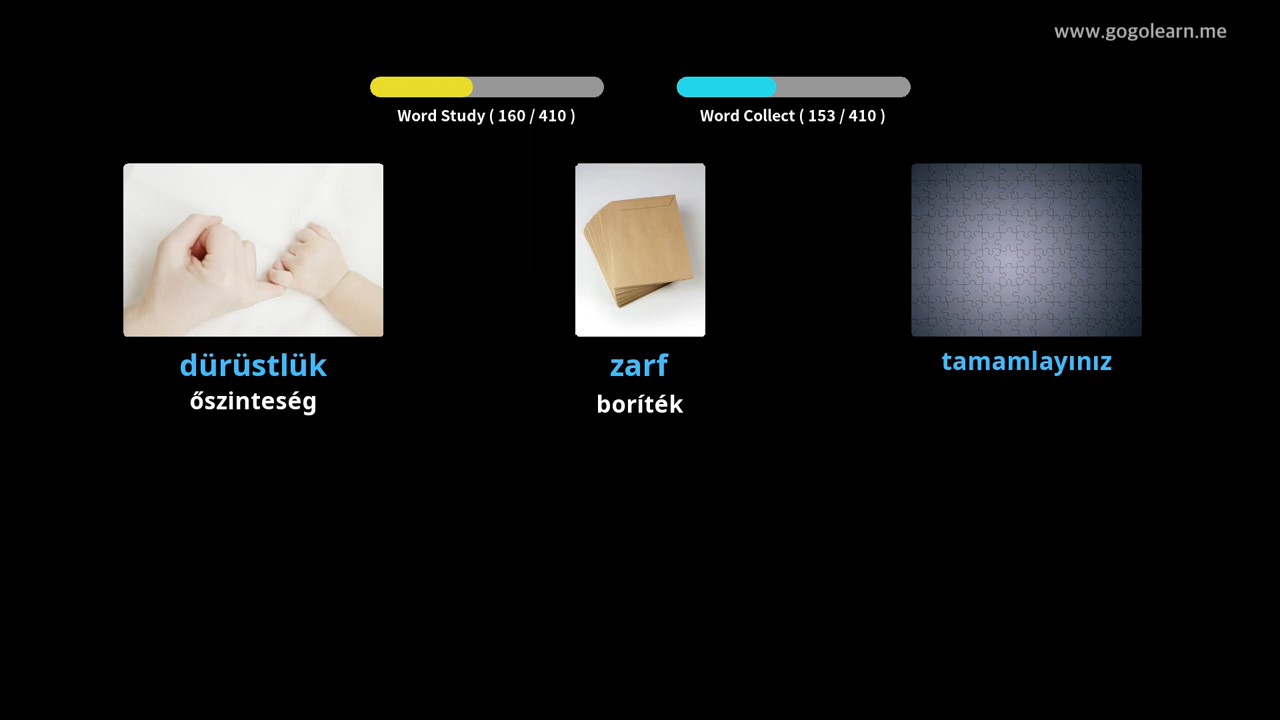 www.gogolearn.me
Word Study ( 160 / 410 )
Word Collect ( 153 / 410 )
dürüstlük
őszinteség
zarf
boríték
tamamlayınız